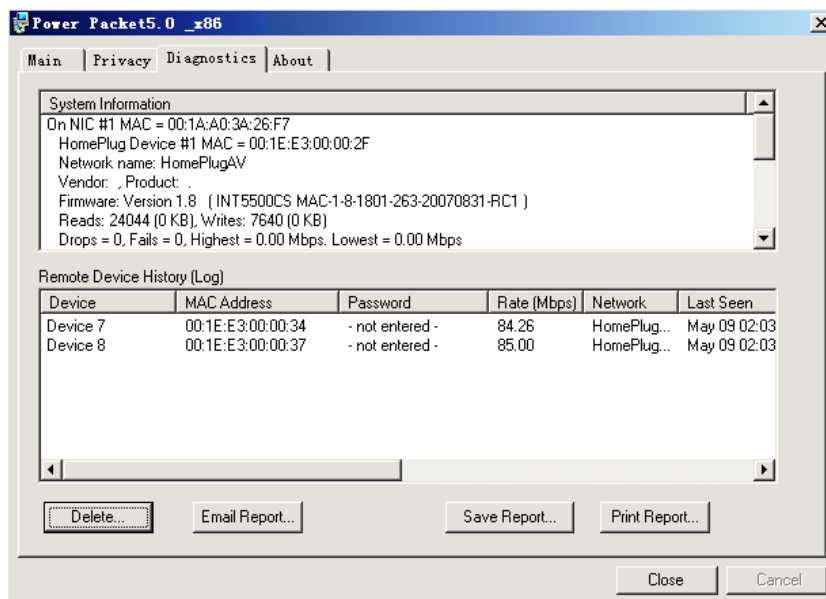 Power Packet5.0 _x86
Main Privacy Diagnostics About
System Information
On NIC #1 MAC = 00:1A:A0:3A:26:F7
HomePlug Device #1 MAC = 00:1E:E3:00:00:2F
Network name: HomePlugAV
Vendor: , Product: .
Firmware: Version 1.8 ( INT5500CS MAC-1-8-1801-263-20070831-RC1 )
Reads: 24044 (0 KB), Writes: 7640 (0 KB)
Drops = 0, Fails = 0, Highest = 0.00 Mbps. Lowest = 0.00 Mbps
Remote Device History (Log)
Device MAC Address Password Rate (Mbps) Network Last Seen
Device 7 00:1E:E3:00:00:34 - not entered - 84.26 HomePlug... May 09 02:03
Device 8 00:1E:E3:00:00:37 - not entered - 85.00 HomePlug... May 09 02:03
Delete... Email Report... Save Report... Print Report...
Close Cancel